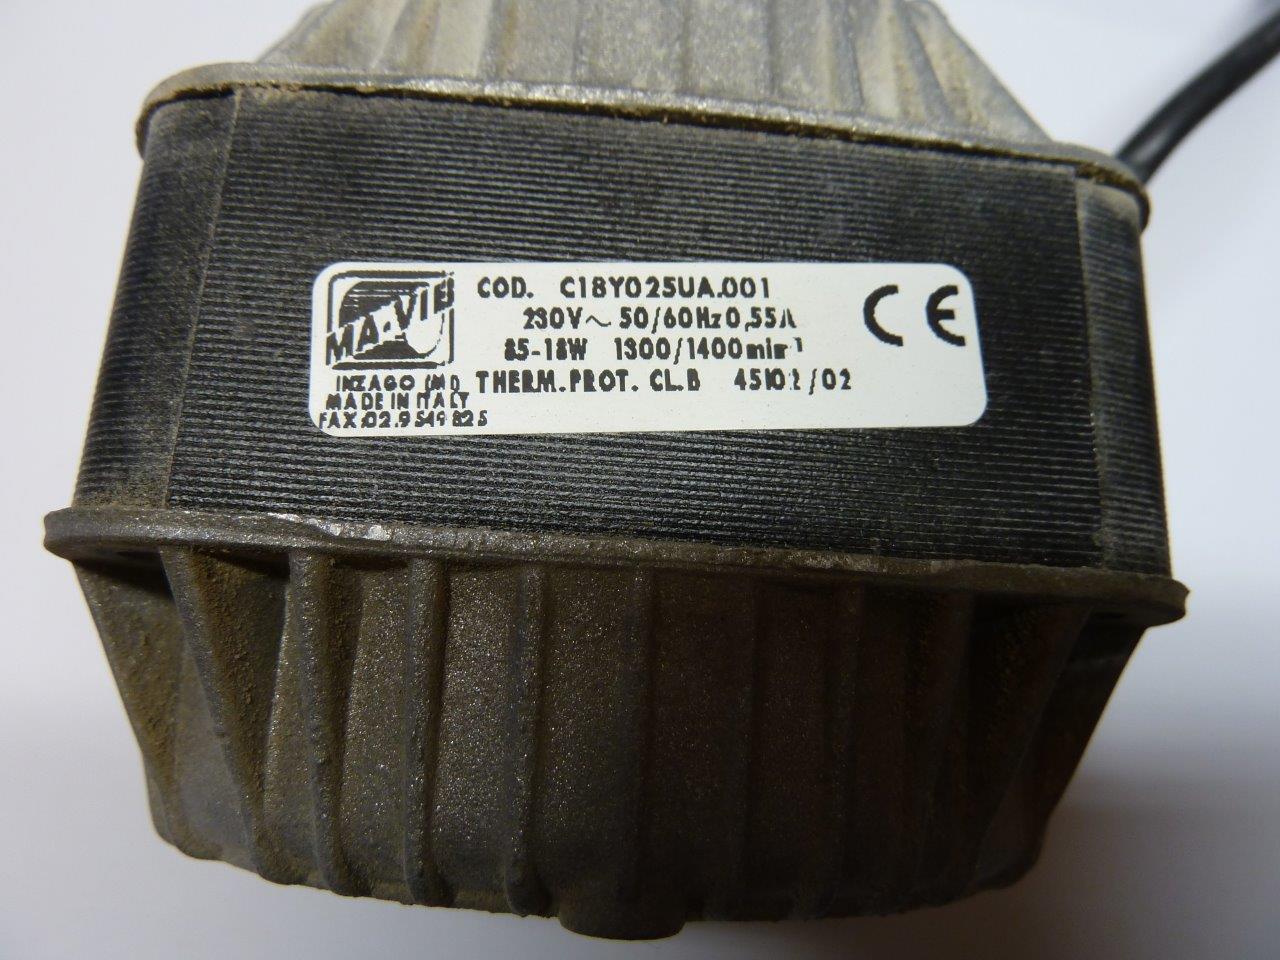 MA-VIB
INZAGO (MI)
MADE IN ITALY
FAX.02.9549825
COD. C18Y025UA.001
230V~ 50/60Hz 0,55A
85-18W 1300/1400min⁻¹
THERM.PROT. CL.B 45102/02
CE